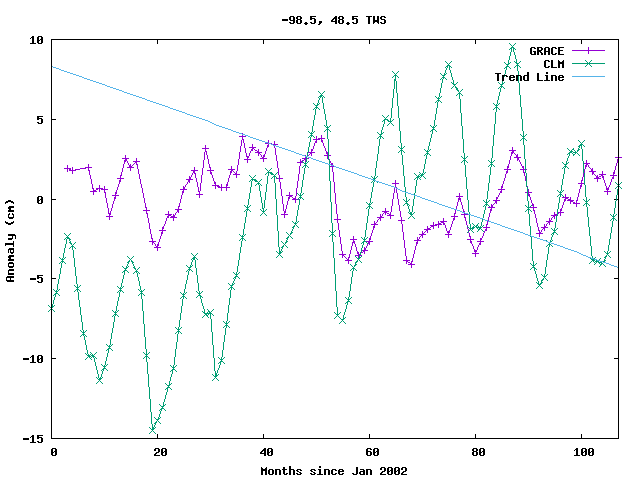 -98.5, 48.5 TWS
GRACE
CLM
Trend Line
10
5
0
-5
-10
-15
Anomaly (cm)
0 20 40 60 80 100
Months since Jan 2002